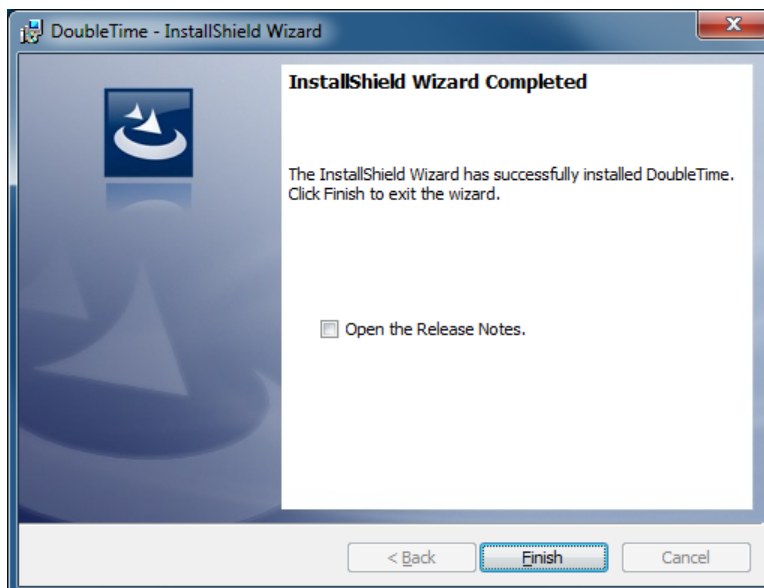 DoubleTime - InstallShield Wizard
X
InstallShield Wizard Completed
The InstallShield Wizard has successfully installed DoubleTime.
Click Finish to exit the wizard.
Open the Release Notes.
< Back
Finish
Cancel